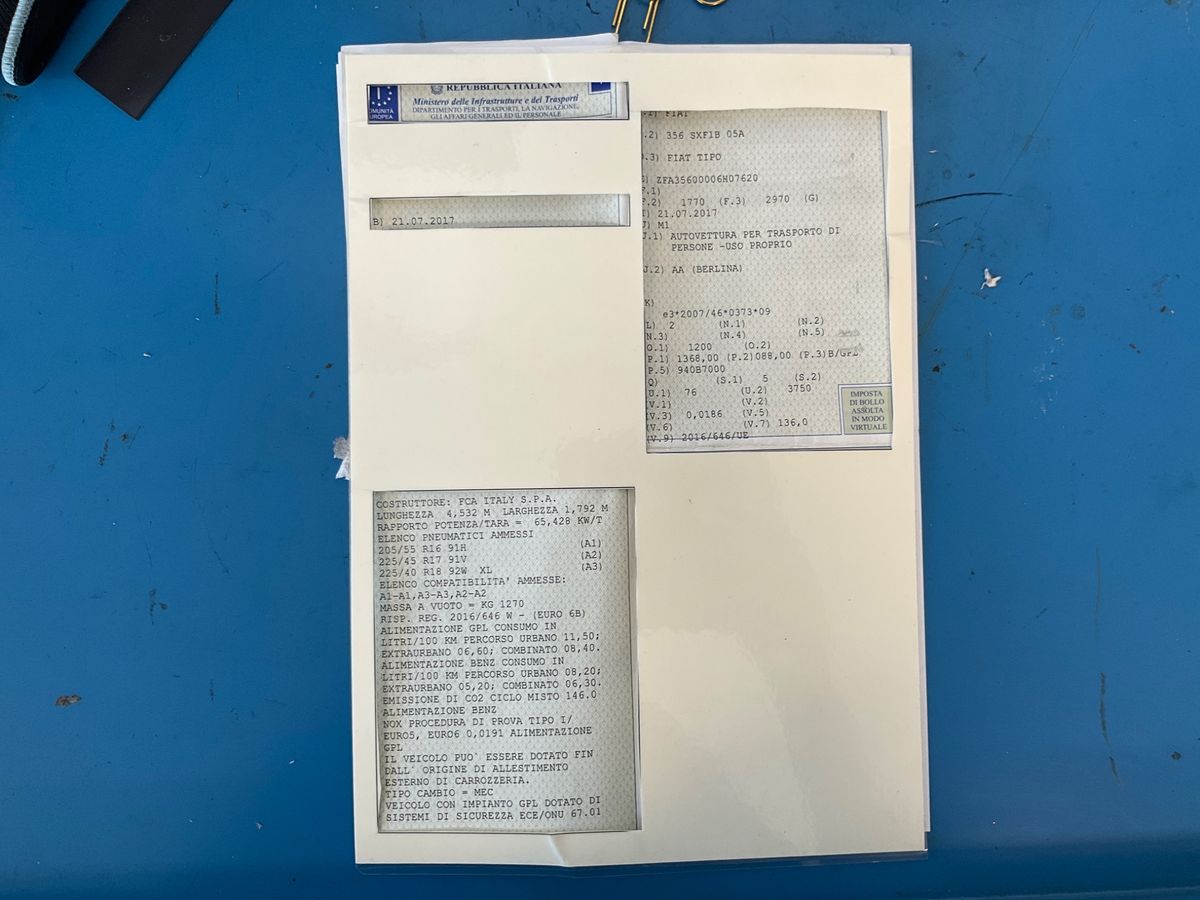 REPUBBLICA ITALIANA
COMUNITÀ
EUROPEA
Ministero delle Infrastrutture e dei Trasporti
DIPARTIMENTO PER I TRASPORTI, LA NAVIGAZIONE,
GLI AFFARI GENERALI ED IL PERSONALE
B) 21.07.2017
.1) FIAT
.2) 356 SXF1B 05A
.3) FIAT TIPO
) ZFA35600006H07620
F.1)
F.2) 1770 (F.3) 2970 (G)
I) 21.07.2017
J) M1
J.1) AUTOVETTURA PER TRASPORTO DI
PERSONE -USO PROPRIO
J.2) AA (BERLINA)
K)
e3*2007/46*0373*09
L) 2 (N.1) (N.2)
N.3) (N.4) (N.5)
O.1) 1200 (O.2)
P.1) 1368,00 (P.2)088,00 (P.3)B/GPL
P.5) 940B7000
Q) (S.1) 5 (S.2)
U.1) 76 (U.2) 3750
(V.1) (V.2)
(V.3) 0,0186 (V.5)
(V.6) (V.7) 136,0
(V.9) 2016/646/UE
IMPOSTA
DI BOLLO
ASSOLTA
IN MODO
VIRTUALE
COSTRUTTORE: FCA ITALY S.P.A.
LUNGHEZZA 4,532 M LARGHEZZA 1,792 M
RAPPORTO POTENZA/TARA = 65,428 KW/T
ELENCO PNEUMATICI AMMESSI
205/55 R16 91H (A1)
225/45 R17 91V (A2)
225/40 R18 92W XL (A3)
ELENCO COMPATIBILITA' AMMESSE:
A1-A1,A3-A3,A2-A2
MASSA A VUOTO = KG 1270
RISP. REG. 2016/646 W - (EURO 6B)
ALIMENTAZIONE GPL CONSUMO IN
LITRI/100 KM PERCORSO URBANO 11,50;
EXTRAURBANO 06,60; COMBINATO 08,40.
ALIMENTAZIONE BENZ CONSUMO IN
LITRI/100 KM PERCORSO URBANO 08,20;
EXTRAURBANO 05,20; COMBINATO 06,30.
EMISSIONE DI CO2 CICLO MISTO 146.0
ALIMENTAZIONE BENZ
NOX PROCEDURA DI PROVA TIPO I/
EURO5, EURO6 0,0191 ALIMENTAZIONE
GPL
IL VEICOLO PUO` ESSERE DOTATO FIN
DALL` ORIGINE DI ALLESTIMENTO
ESTERNO DI CARROZZERIA.
TIPO CAMBIO = MEC
VEICOLO CON IMPIANTO GPL DOTATO DI
SISTEMI DI SICUREZZA ECE/ONU 67.01